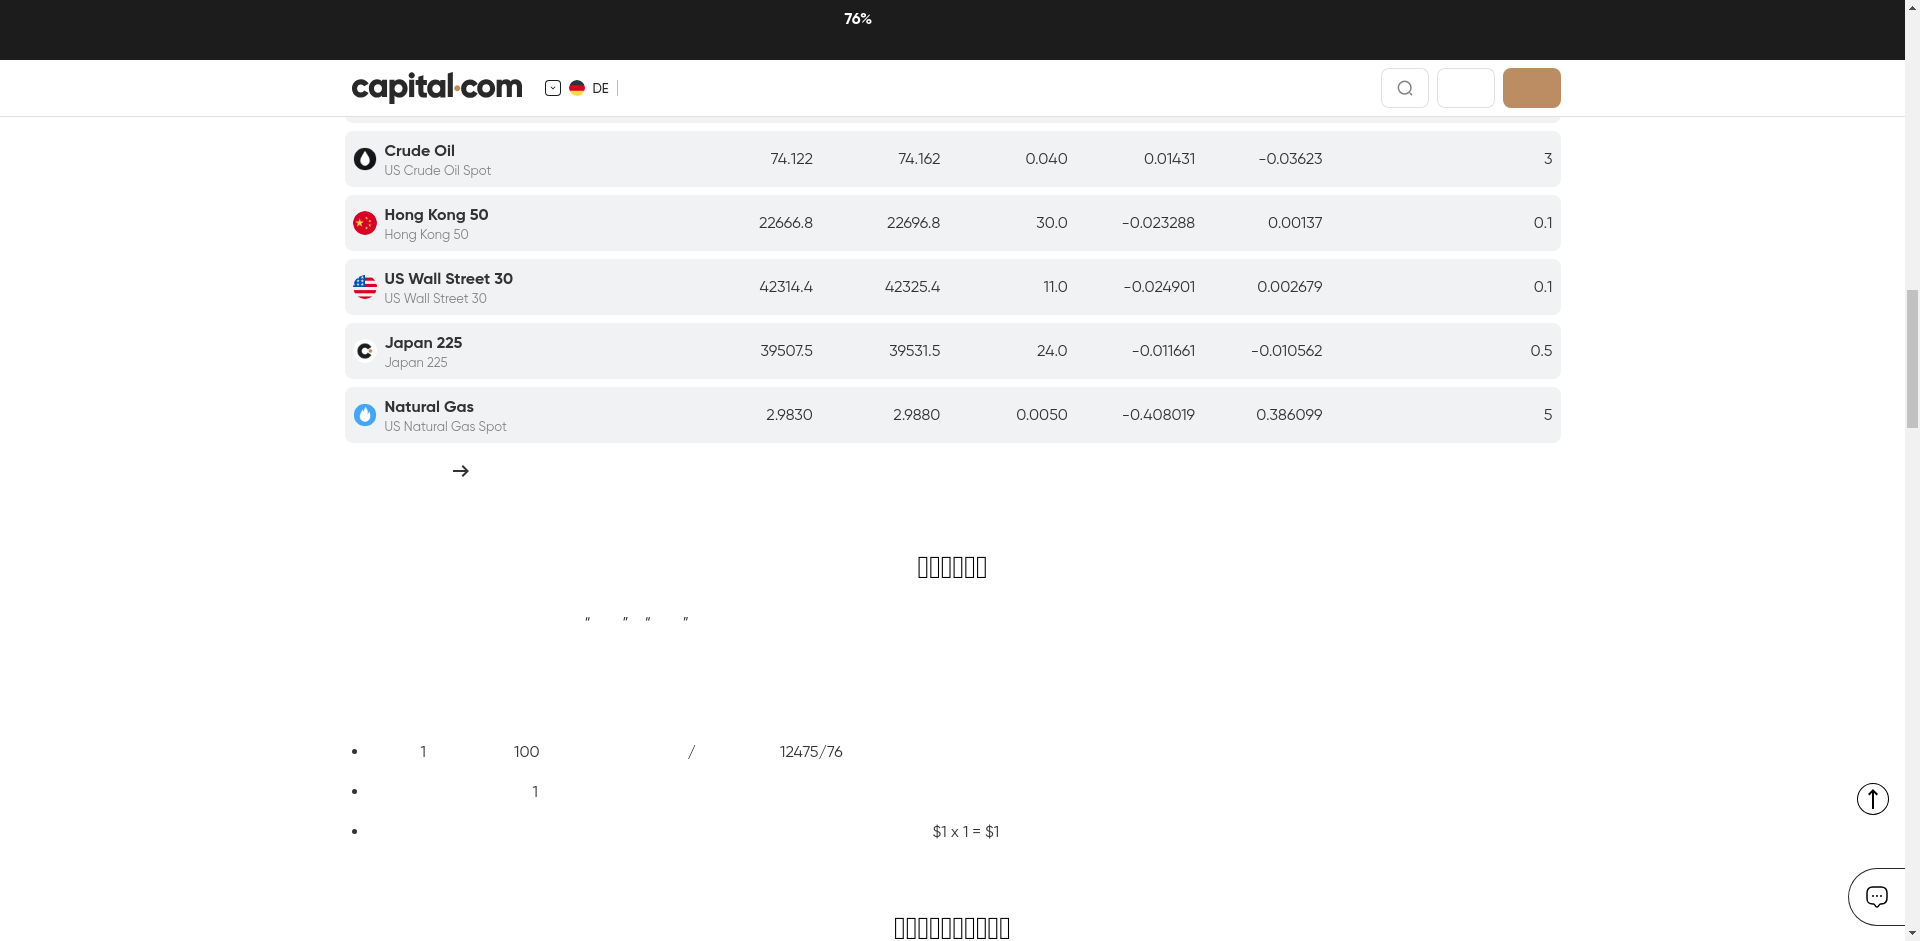 76%
capital.com DE
Crude Oil 74.122 74.162 0.040 0.01431 -0.03623 3
US Crude Oil Spot
Hong Kong 50 22666.8 22696.8 30.0 -0.023288 0.00137 0.1
Hong Kong 50
US Wall Street 30 42314.4 42325.4 11.0 -0.024901 0.002679 0.1
US Wall Street 30
Japan 225 39507.5 39531.5 24.0 -0.011661 -0.010562 0.5
Japan 225
Natural Gas 2.9830 2.9880 0.0050 -0.408019 0.386099 5
US Natural Gas Spot
“ ” “ ”
• 1 100 / 12475/76
• 1
• $1 x 1 = $1